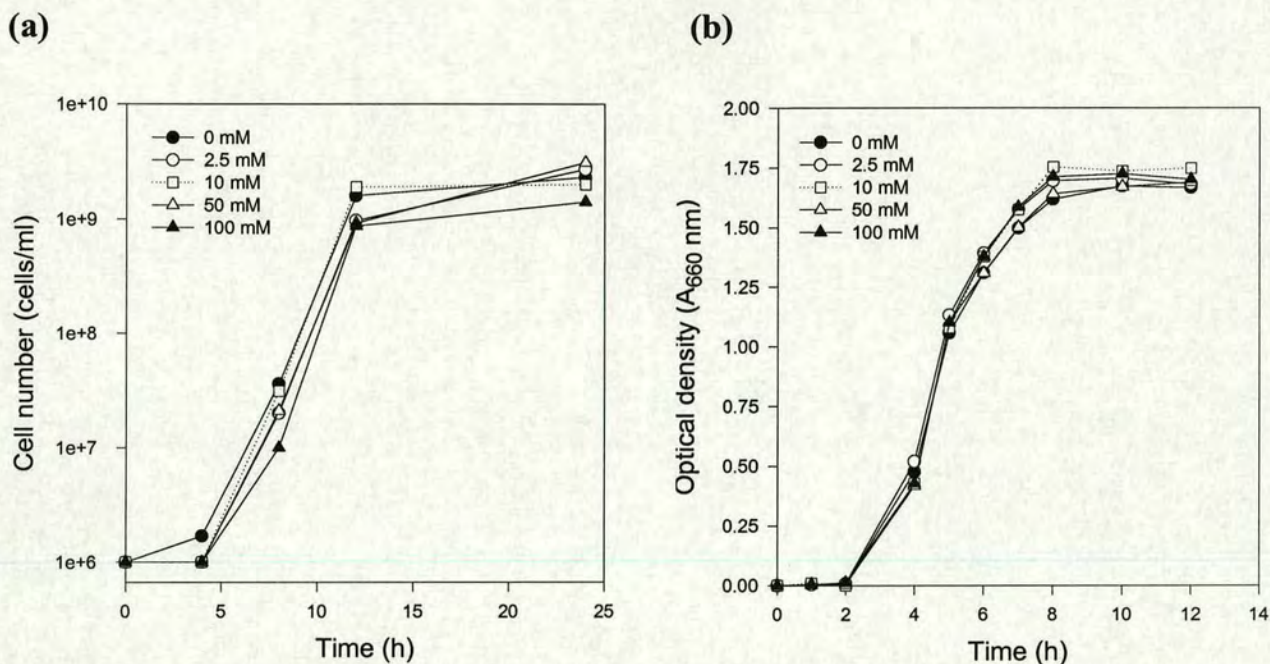 (a)
1e+10
1e+9
1e+8
1e+7
1e+6
Cell number (cells/ml)
0 mM
2.5 mM
10 mM
50 mM
100 mM
0
5
10
15
20
25
Time (h)
(b)
2.00
1.75
1.50
1.25
1.00
0.75
0.50
0.25
0.00
Optical density (A660 nm)
0 mM
2.5 mM
10 mM
50 mM
100 mM
0
2
4
6
8
10
12
14
Time (h)